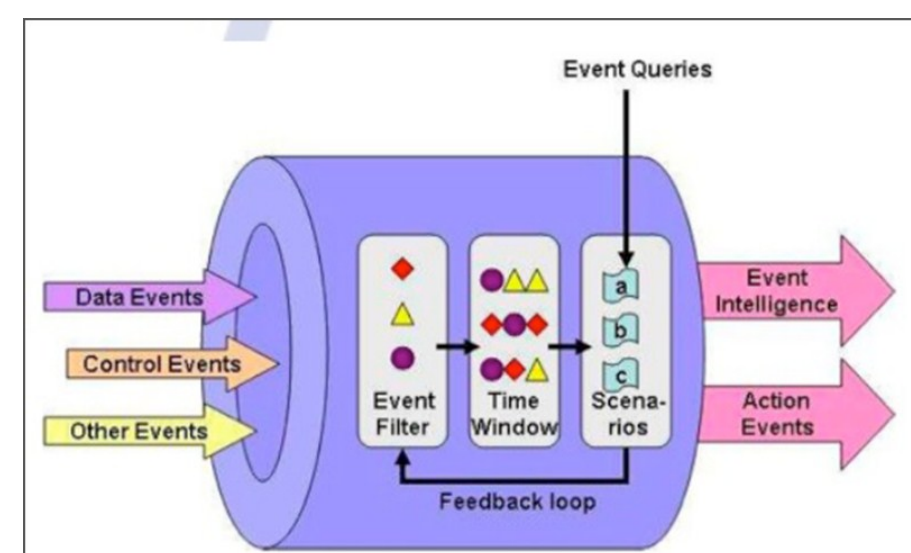 Event Queries
Data Events
Control Events
Other Events
Event
Filter
Time
Window
a
b
c
Scena-
rios
Event
Intelligence
Action
Events
Feedback loop